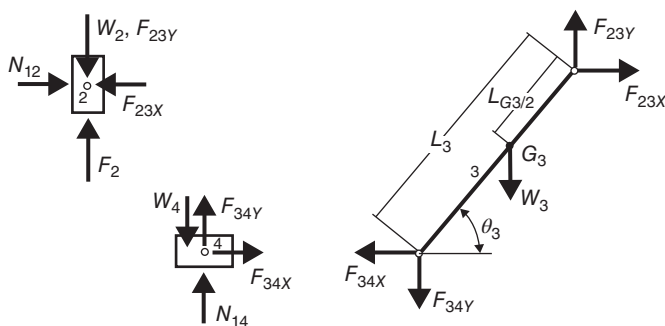 W2, F23Y
N12
2
F23X
F2
W4
F34Y
4
F34X
N14
F23Y
F23X
LG3/2
L3
G3
3
W3
θ3
F34X
F34Y